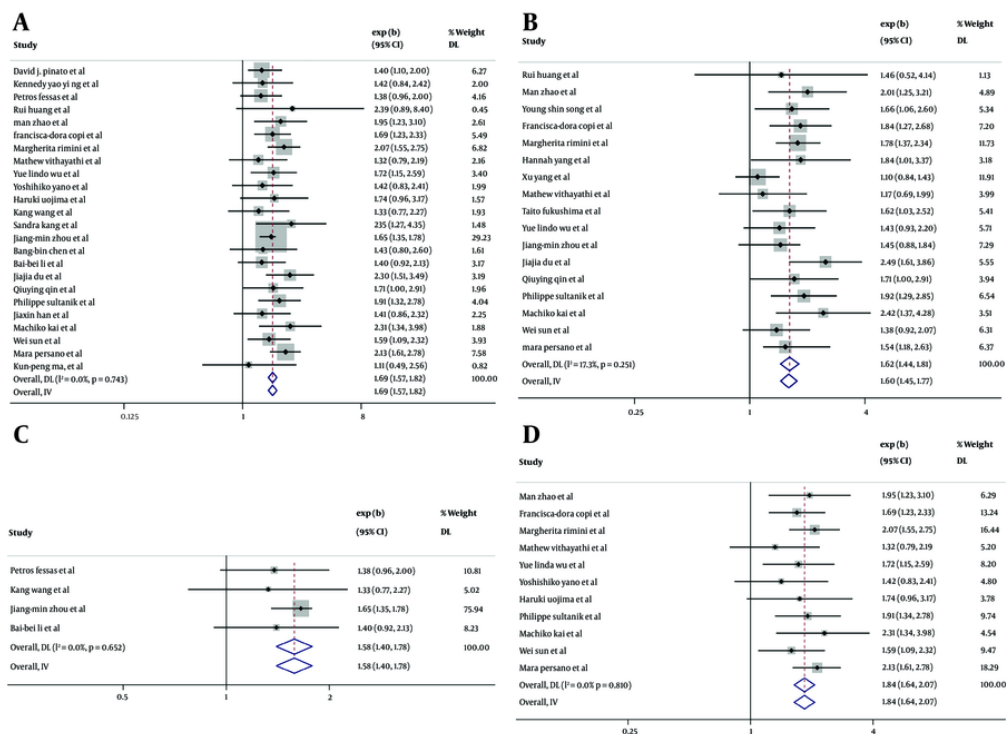 A
exp (b) % Weight
Study (95% CI) DL
David j. pinato et al 1.40 (1.10, 2.00) 6.27
Kennedy yao yi ng et al 1.42 (0.84, 2.42) 2.00
Petros fessas et al 1.38 (0.96, 2.00) 4.16
Rui huang et al 2.39 (0.89, 8.40) 0.45
man zhao et al 1.95 (1.23, 3.10) 2.61
francisca-dora copi et al 1.69 (1.23, 2.33) 5.49
Margherita rimini et al 2.07 (1.55, 2.75) 6.82
Mathew vithayathi et al 1.32 (0.79, 2.19) 2.16
Yue lindo wu et al 1.72 (1.15, 2.59) 3.40
Yoshihiko yano et al 1.42 (0.83, 2.41) 1.99
Haruki uojima et al 1.74 (0.96, 3.17) 1.57
Kang wang et al 1.33 (0.77, 2.27) 1.93
Sandra kang et al 235 (1.27, 4.35) 1.48
Jiang-min zhou et al 1.65 (1.35, 1.78) 29.23
Bang-bin chen et al 1.43 (0.80, 2.60) 1.61
Bai-bei li et al 1.40 (0.92, 2.13) 3.17
Jiajia du et al 2.30 (1.51, 3.49) 3.19
Qiuying qin et al 1.71 (1.00, 2.91) 1.96
Philippe sultanik et al 1.91 (1.32, 2.78) 4.04
Jiaxin han et al 1.41 (0.86, 2.32) 2.25
Machiko kai et al 2.31 (1.34, 3.98) 1.88
Wei sun et al 1.59 (1.09, 2.32) 3.93
Mara persano et al 2.13 (1.61, 2.78) 7.58
Kun-peng ma, et al 1.11 (0.49, 2.56) 0.82
Overall, DL (I² = 0.0%, p = 0.743) 1.69 (1.57, 1.82) 100.00
Overall, IV 1.69 (1.57, 1.82)
0.125 1 8
B
exp (b) % Weight
Study (95% CI) DL
Rui huang et al 1.46 (0.52, 4.14) 1.13
Man zhao et al 2.01 (1.25, 3.21) 4.89
Young shin song et al 1.66 (1.06, 2.60) 5.34
Francisca-dora copi et al 1.84 (1.27, 2.68) 7.20
Margherita rimini et al 1.78 (1.37, 2.34) 11.73
Hannah yang et al 1.84 (1.01, 3.37) 3.18
Xu yang et al 1.10 (0.84, 1.43) 11.91
Mathew vithayathi et al 1.17 (0.69, 1.99) 3.99
Taito fukushima et al 1.62 (1.03, 2.52) 5.41
Yue lindo wu et al 1.43 (0.93, 2.20) 5.71
Jiang-min zhou et al 1.45 (0.88, 1.84) 7.29
Jiajia du et al 2.49 (1.61, 3.86) 5.55
Qiuying qin et al 1.71 (1.00, 2.91) 3.94
Philippe sultanik et al 1.92 (1.29, 2.85) 6.54
Machiko kai et al 2.42 (1.37, 4.28) 3.51
Wei sun et al 1.38 (0.92, 2.07) 6.31
mara persano et al 1.54 (1.18, 2.63) 6.37
Overall, DL (I² = 17.3%, p = 0.251) 1.62 (1.44, 1.81) 100.00
Overall, IV 1.60 (1.45, 1.77)
0.25 1 4
C
exp (b) % Weight
(95% CI) DL
Study
Petros fessas et al 1.38 (0.96, 2.00) 10.81
Kang wang et al 1.33 (0.77, 2.27) 5.02
Jiang-min zhou et al 1.65 (1.35, 1.78) 75.94
Bai-bei li et al 1.40 (0.92, 2.13) 8.23
Overall, DL (I² = 0.0%, p = 0.652) 1.58 (1.40, 1.78) 100.00
Overall, IV 1.58 (1.40, 1.78)
0.5 1 2
D
exp (b) % Weight
Study (95% CI) DL
Man zhao et al 1.95 (1.23, 3.10) 6.29
Francisca-dora copi et al 1.69 (1.23, 2.33) 13.24
Margherita rimini et al 2.07 (1.55, 2.75) 16.44
Mathew vithayathi et al 1.32 (0.79, 2.19 5.20
Yue linda wu et al 1.72 (1.15, 2.59) 8.20
Yoshishiko yano et al 1.42 (0.83, 2.41) 4.80
Haruki uojima et al 1.74 (0.96, 3.17) 3.78
Philippe sultanik et al 1.91 (1.34, 2.78) 9.74
Machiko kai et al 2.31 (1.34, 3.98) 4.54
Wei sun et al 1.59 (1.09, 2.32) 9.47
Mara persano et al 2.13 (1.61, 2.78) 18.29
Overall, DL (I² = 0.0% p = 0.810) 1.84 (1.64, 2.07) 100.00
Overall, IV 1.84 (1.64, 2.07)
0.25 1 4